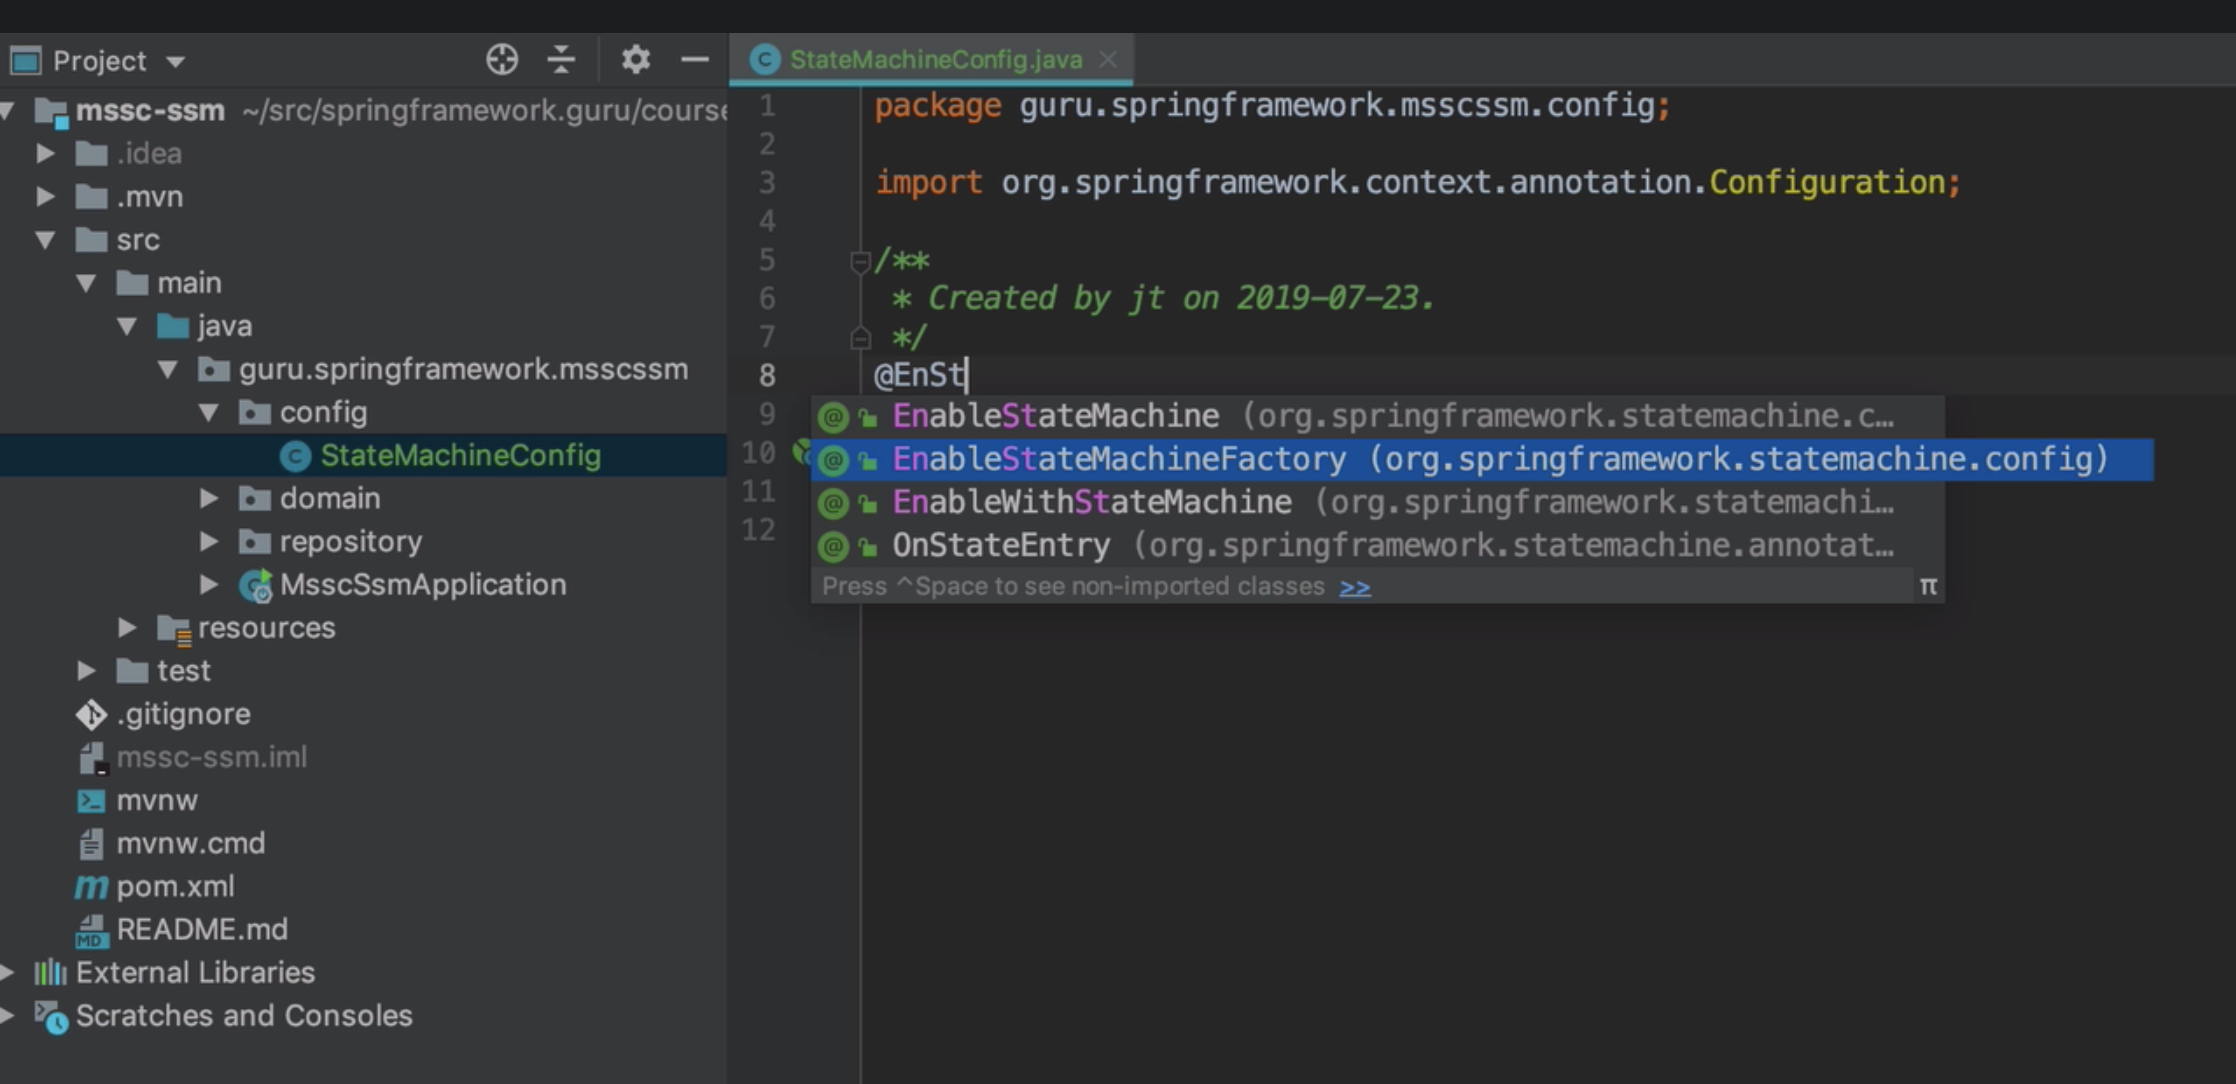 Project
mssc-ssm ~/src/springframework.guru/course
.idea
.mvn
src
main
java
guru.springframework.msscssm
config
StateMachineConfig
domain
repository
MsscSsmApplication
resources
test
.gitignore
mssc-ssm.iml
mvnw
mvnw.cmd
pom.xml
README.md
External Libraries
Scratches and Consoles
StateMachineConfig.java
1 package guru.springframework.msscssm.config;
2
3 import org.springframework.context.annotation.Configuration;
4
5 /**
6 * Created by jt on 2019-07-23.
7 */
8 @EnSt
9
10
11
12
EnableStateMachine (org.springframework.statemachine.c…
EnableStateMachineFactory (org.springframework.statemachine.config)
EnableWithStateMachine (org.springframework.statemachi…
OnStateEntry (org.springframework.statemachine.annotat…
Press ^Space to see non-imported classes >> π